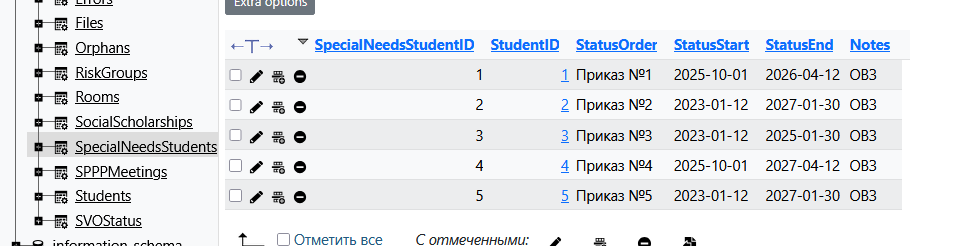 Errors
Files
Orphans
RiskGroups
Rooms
SocialScholarships
SpecialNeedsStudents
SPPPMeetings
Students
SVOStatus
information_schema
Extra options
←T→ SpecialNeedsStudentID StudentID StatusOrder StatusStart StatusEnd Notes
1 1 Приказ №1 2025-10-01 2026-04-12 ОВЗ
2 2 Приказ №2 2023-01-12 2027-01-30 ОВЗ
3 3 Приказ №3 2023-01-12 2025-01-30 ОВЗ
4 4 Приказ №4 2025-10-01 2027-04-12 ОВЗ
5 5 Приказ №5 2023-01-12 2027-01-30 ОВЗ
Отметить все С отмеченными: